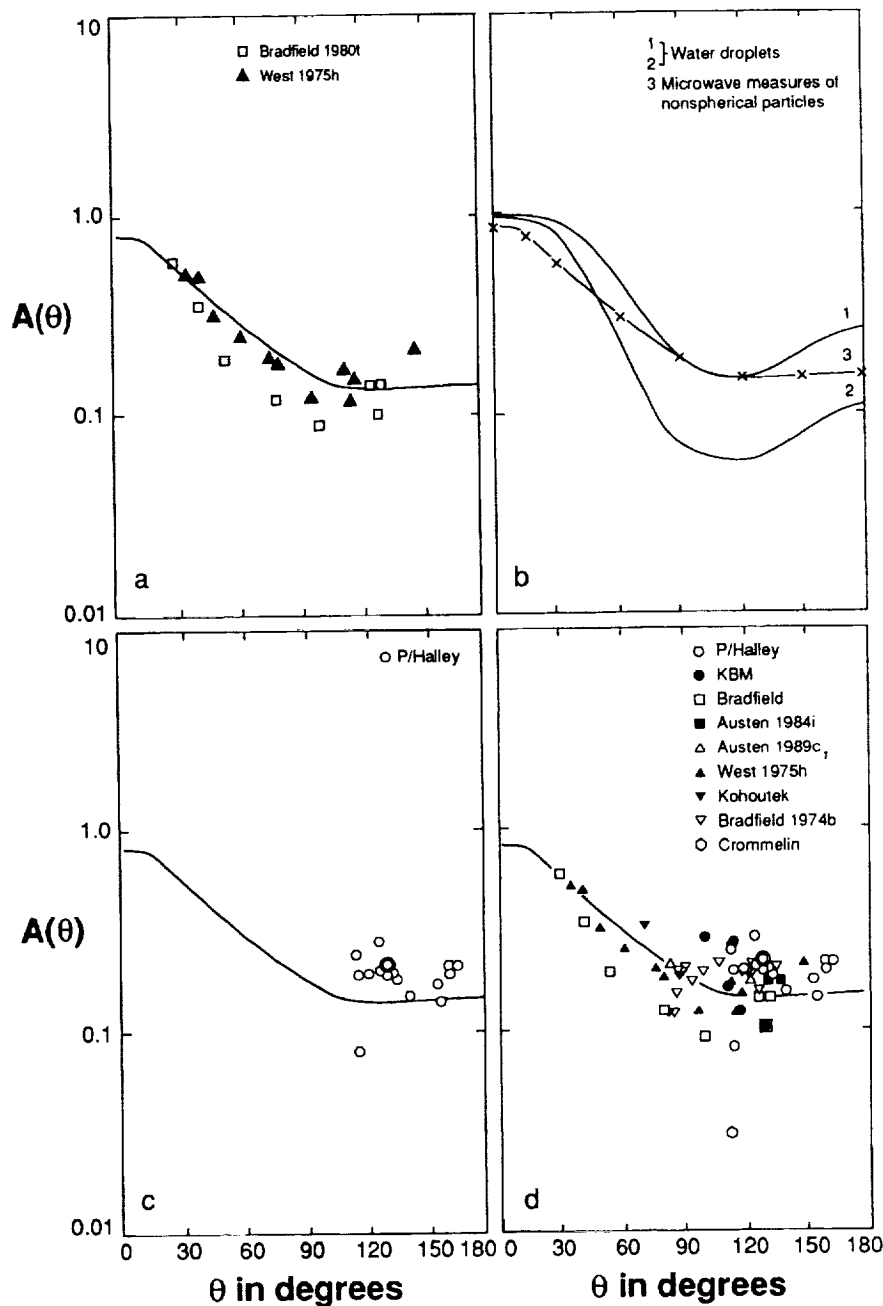 10
1.0
A(θ)
0.1
0.01
□ Bradfield 1980t
▲ West 1975h
a
1 } Water droplets
2
3 Microwave measures of
nonspherical particles
1
3
2
b
10
1.0
A(θ)
0.1
0.01
○ P/Halley
c
0 30 60 90 120 150 180
θ in degrees
○ P/Halley
● KBM
□ Bradfield
■ Austen 1984i
△ Austen 1989c₁
▲ West 1975h
▼ Kohoutek
▽ Bradfield 1974b
○ Crommelin
d
0 30 60 90 120 150 180
θ in degrees